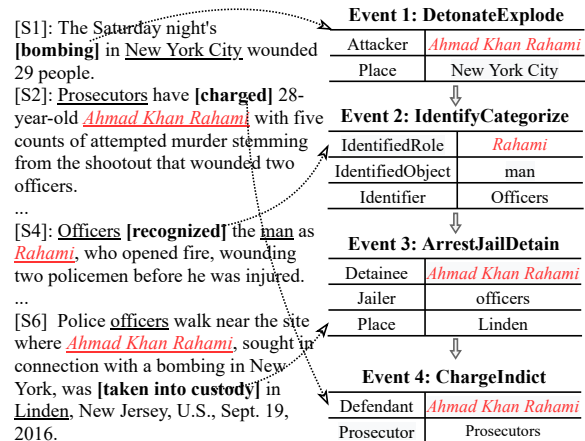 [S1]: The Saturday night's
[bombing] in New York City wounded
29 people.
[S2]: Prosecutors have [charged] 28-
year-old Ahmad Khan Rahami, with five
counts of attempted murder stemming
from the shootout that wounded two
officers.
...
[S4]: Officers [recognized] the man as
Rahami, who opened fire, wounding
two policemen before he was injured.
...
[S6] Police officers walk near the site
where Ahmad Khan Rahami, sought in
connection with a bombing in New
York, was [taken into custody] in
Linden, New Jersey, U.S., Sept. 19,
2016.
Event 1: DetonateExplode
Attacker Ahmad Khan Rahami
Place New York City
Event 2: IdentifyCategorize
IdentifiedRole Rahami
IdentifiedObject man
Identifier Officers
Event 3: ArrestJailDetain
Detainee Ahmad Khan Rahami
Jailer officers
Place Linden
Event 4: ChargeIndict
Defendant Ahmad Khan Rahami
Prosecutor Prosecutors